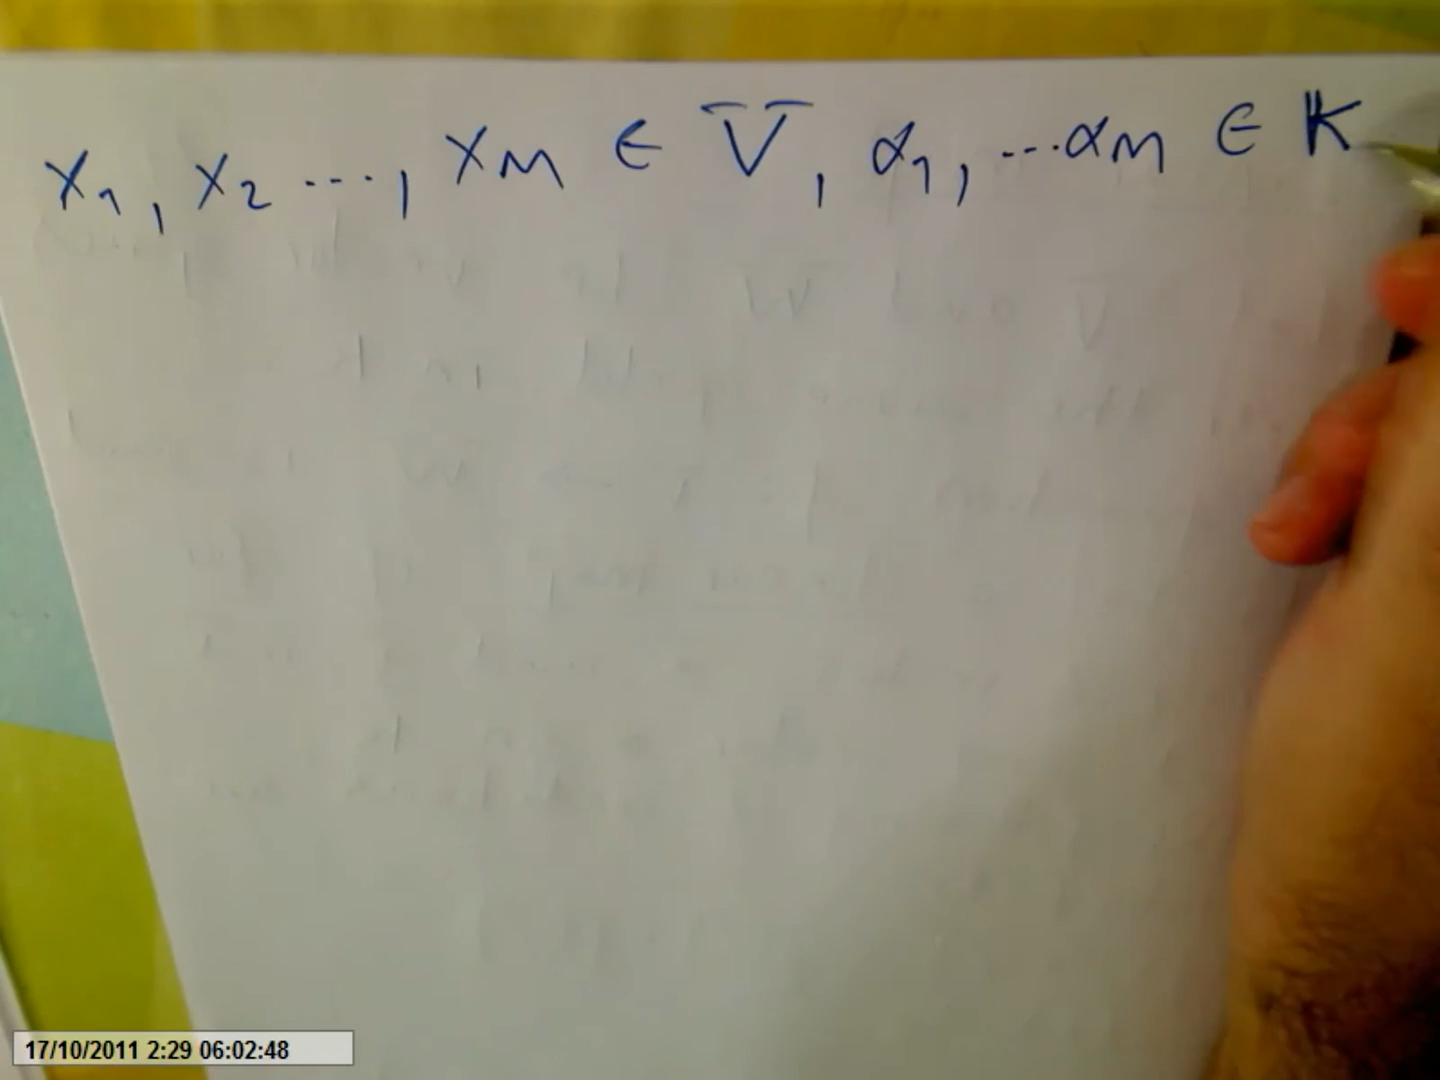 x₁, x₂ ..., xₘ ∈ V, α₁, ...αₘ ∈ K
17/10/2011 2:29 06:02:48